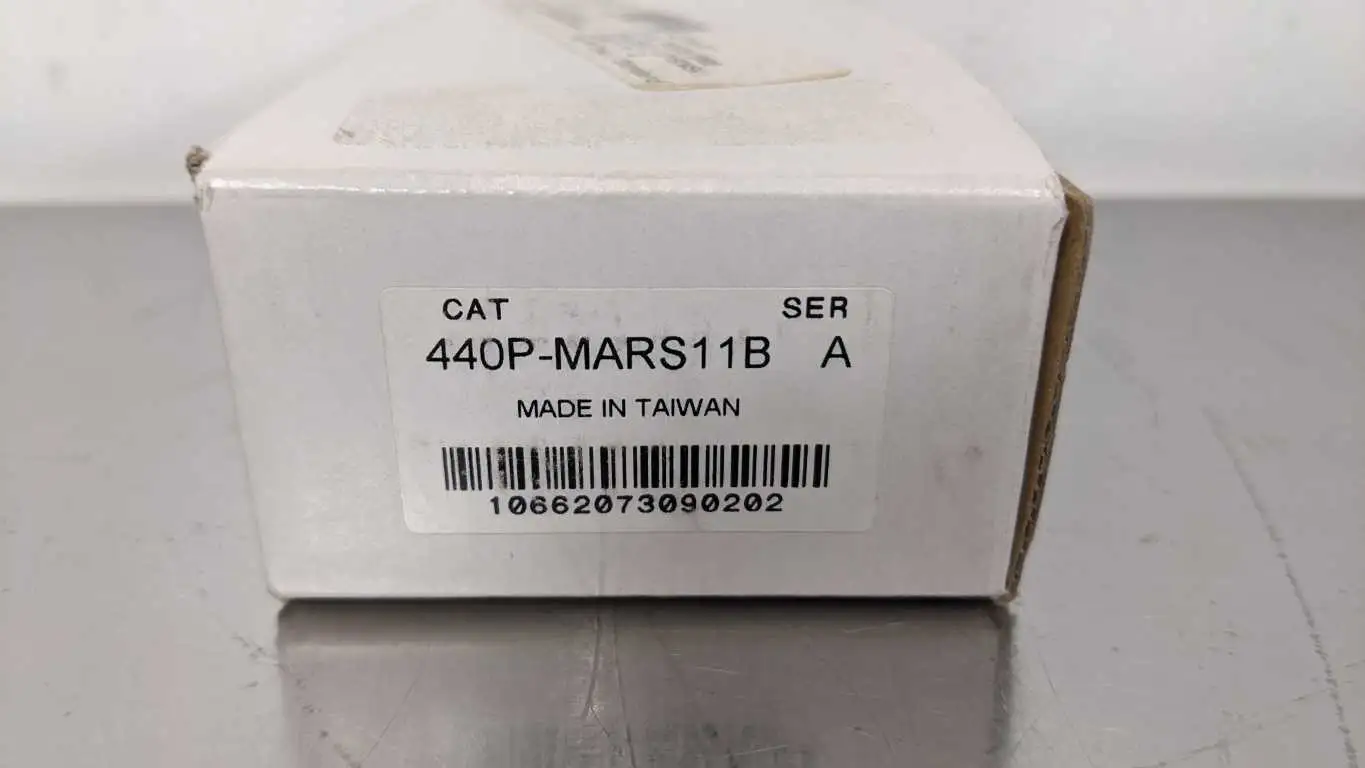 CAT SER
440P-MARS11B A
MADE IN TAIWAN
10662073090202